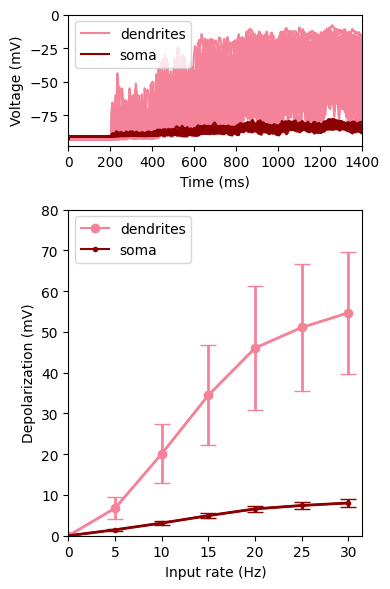 0
−25
−50
−75
Voltage (mV)
dendrites
soma
0 200 400 600 800 1000 1200 1400
Time (ms)
80
70
60
50
40
30
20
10
0
Depolarization (mV)
dendrites
soma
0 5 10 15 20 25 30
Input rate (Hz)